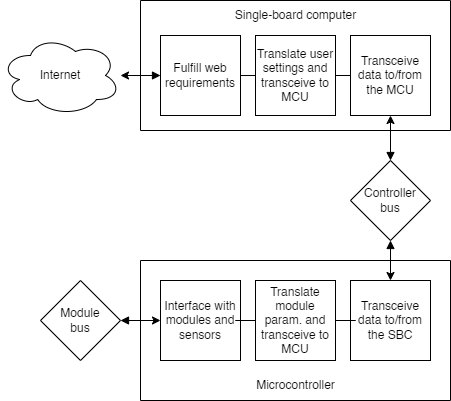 Single-board computer
Internet
Fulfill web
requirements
Translate user
settings and
transceive to
MCU
Transceive
data to/from
the MCU
Controller
bus
Module
bus
Interface with
modules and
sensors
Translate
module
param. and
transceive to
MCU
Transceive
data to/from
the SBC
Microcontroller